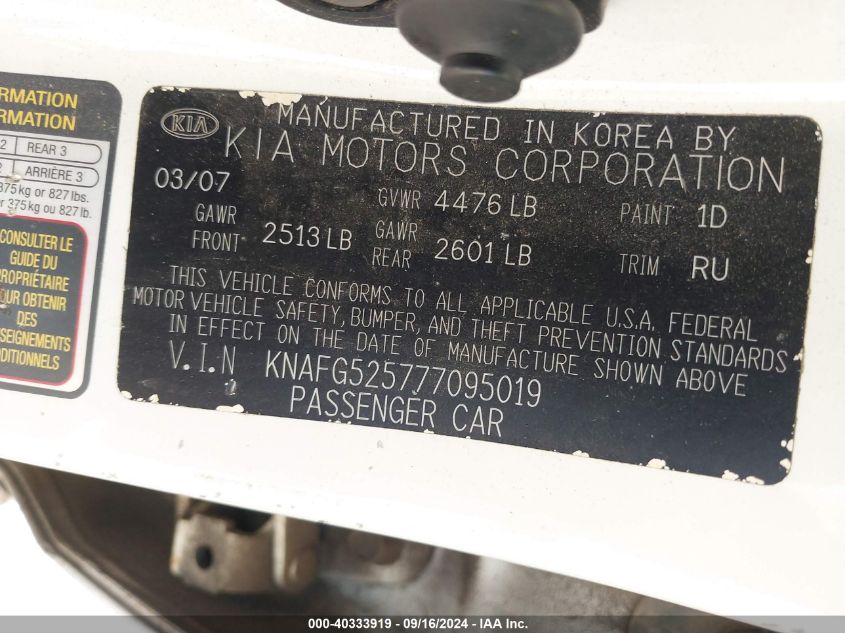 RMATION
RMATION
2 REAR 3
2 ARRIÈRE 3
375kg or 827 lbs.
er 375 kg ou 827 lb.
CONSULTER LE
GUIDE DU
PROPRIÉTAIRE
OUR OBTENIR
DES
SEIGNEMENTS
DITIONNELS
KIA
MANUFACTURED IN KOREA BY
KIA MOTORS CORPORATION
03/07 GVWR 4476 LB PAINT 1D
GAWR FRONT 2513 LB GAWR REAR 2601 LB TRIM RU
THIS VEHICLE CONFORMS TO ALL APPLICABLE U.S.A. FEDERAL
MOTOR VEHICLE SAFETY, BUMPER, AND THEFT PREVENTION STANDARDS
IN EFFECT ON THE DATE OF MANUFACTURE SHOWN ABOVE
V.I.N KNAFG525777095019
PASSENGER CAR
000-40333919 - 09/16/2024 - IAA Inc.